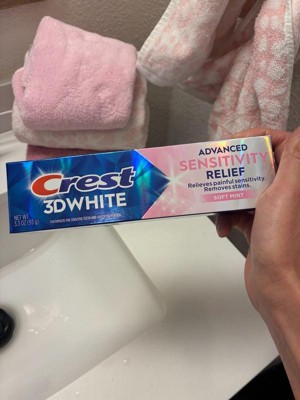 Crest
3DWHITE
ADVANCED
SENSITIVITY
RELIEF
Relieves painful sensitivity.
Removes stains.
SOFT MINT
NET WT